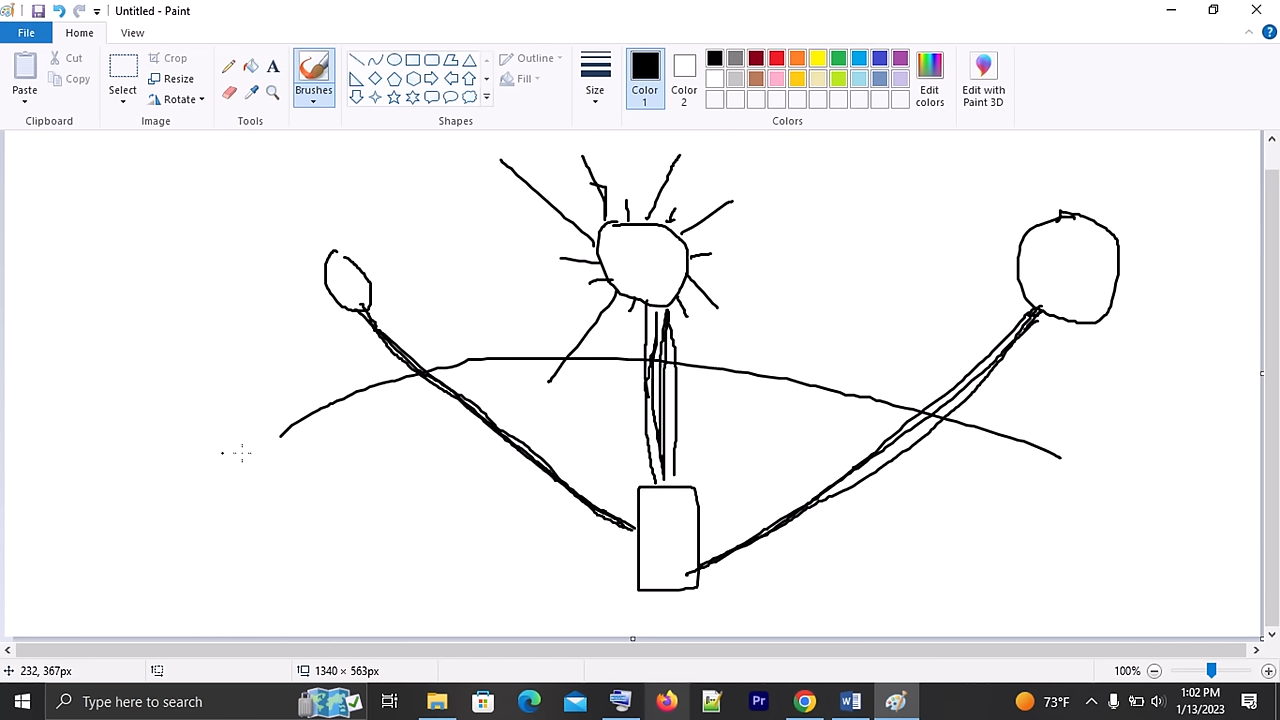 Untitled - Paint
File Home View
Paste Cut Copy
Clipboard
Select Crop Resize Rotate
Image
A
Tools
Brushes
Outline Fill
Shapes
Size
Color 1 Color 2
Edit colors
Colors
Edit with Paint 3D
232, 367px 1340 × 563px 100%
Type here to search
Pr
W
73°F
1:02 PM
1/13/2023